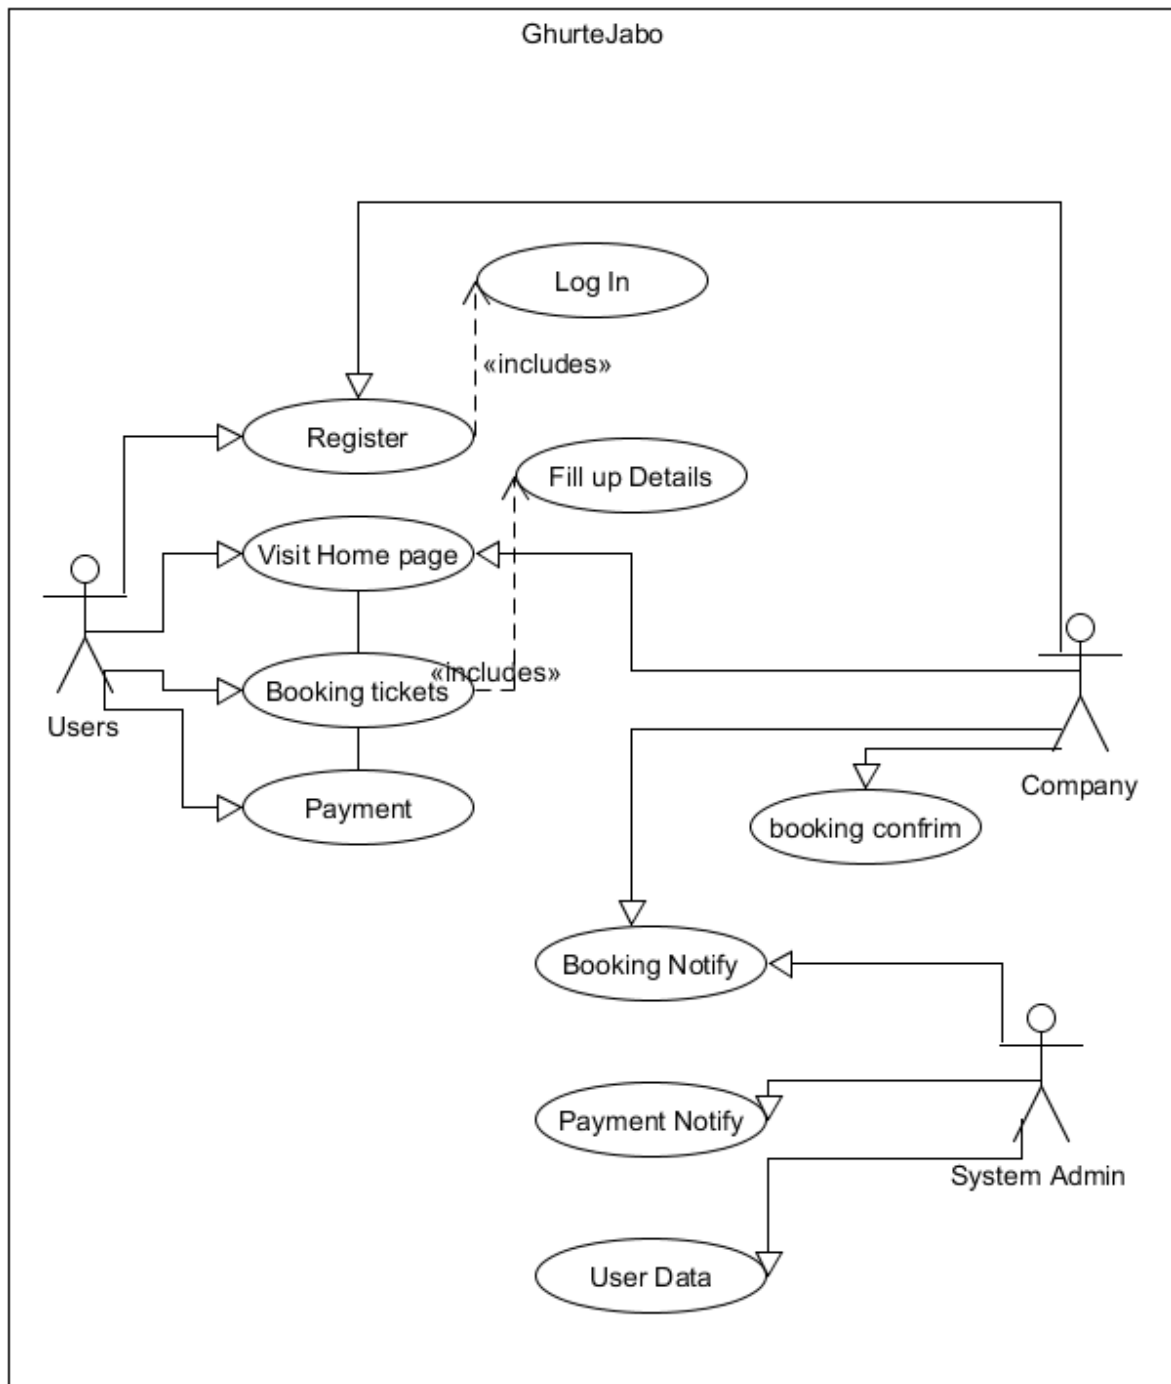 GhurteJabo
Log In
«includes»
Register
Fill up Details
Visit Home page
«includes»
Booking tickets
Users
Payment
Company
booking confrim
Booking Notify
Payment Notify
System Admin
User Data